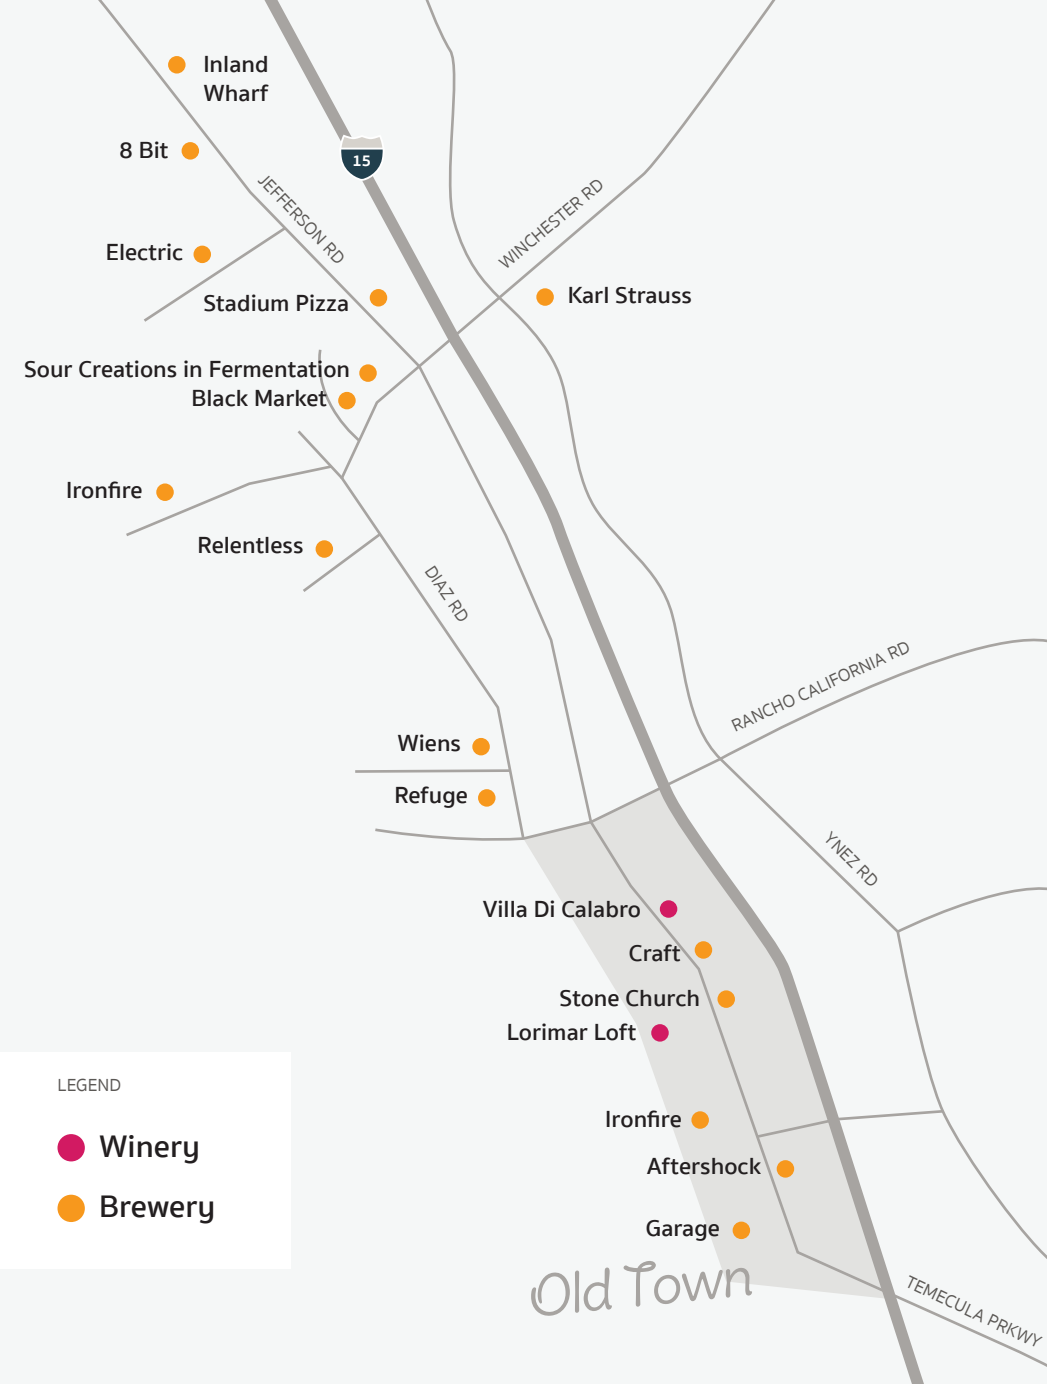 Inland
Wharf
8 Bit
15
JEFFERSON RD
WINCHESTER RD
Electric
Stadium Pizza
Karl Strauss
Sour Creations in Fermentation
Black Market
Ironfire
Relentless
DIAZ RD
RANCHO CALIFORNIA RD
Wiens
Refuge
YNEZ RD
Villa Di Calabro
Craft
Stone Church
Lorimar Loft
LEGEND
Winery
Brewery
Ironfire
Aftershock
Garage
Old Town
TEMECULA PRKWY